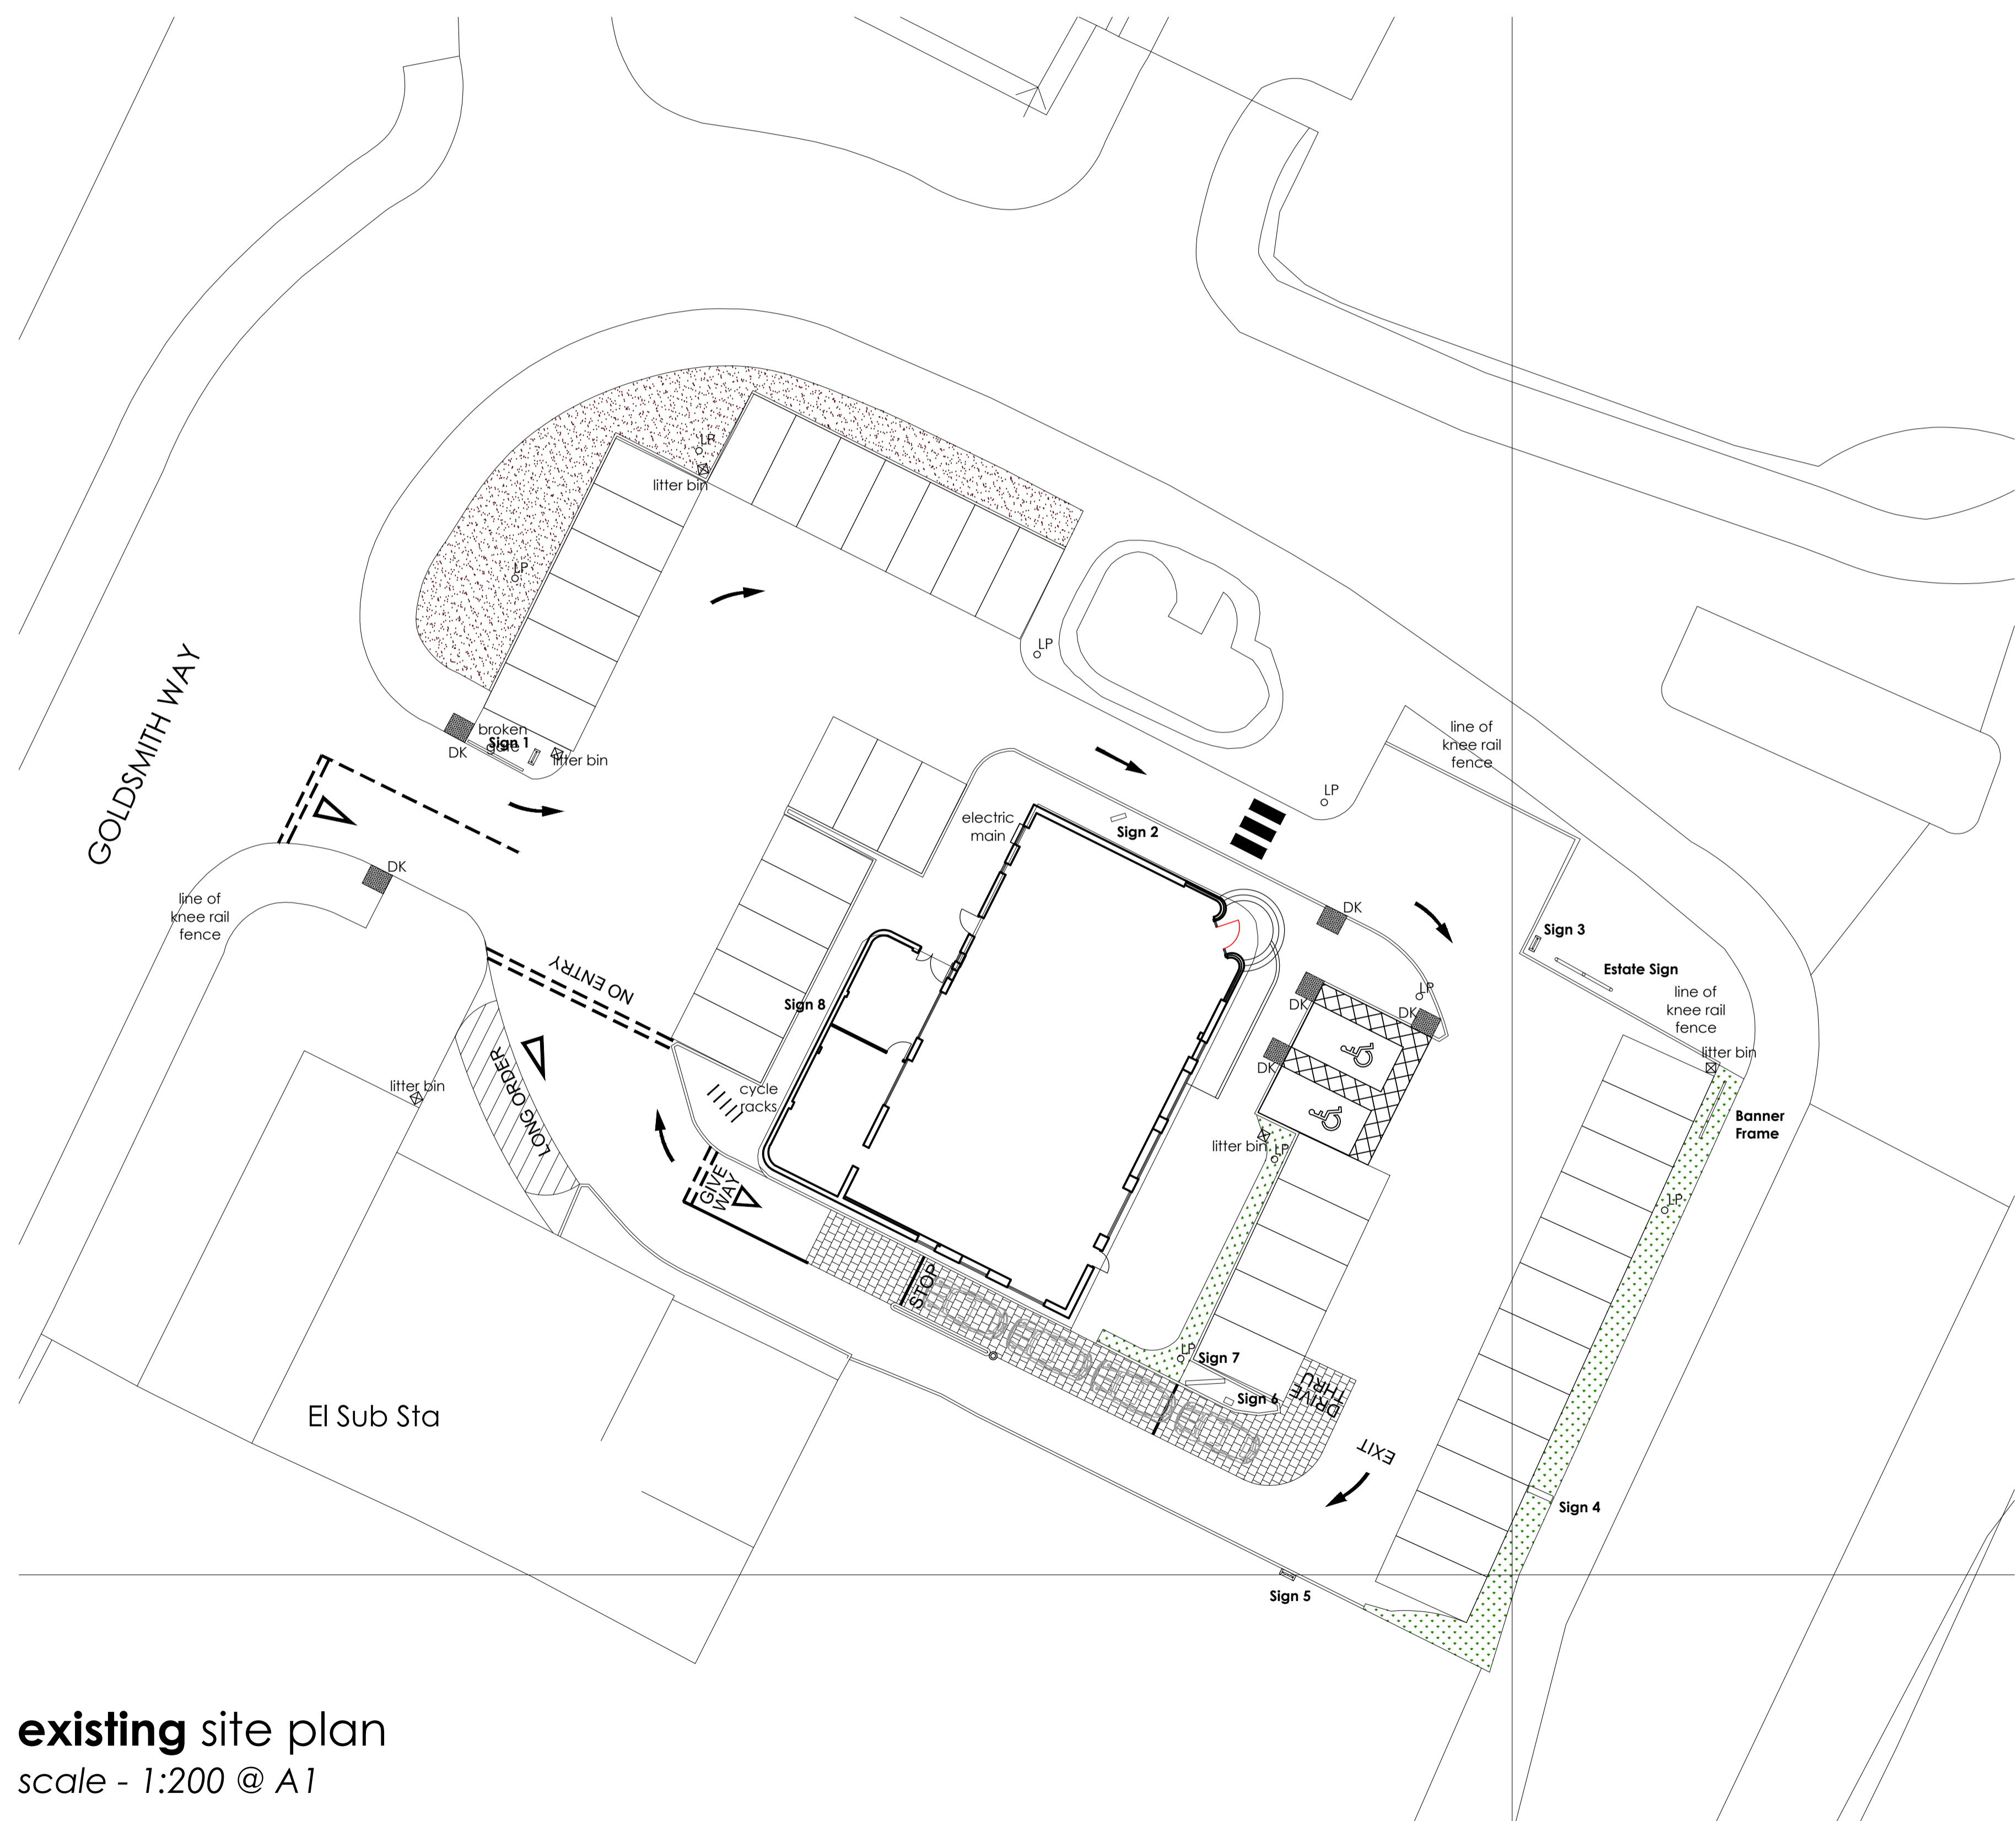 LP
litter bin
LP
GOLDSMITH WAY
LP
broken
gate
Sign 1
DK
litter bin
line of
knee rail
fence
LP
electric
main
Sign 2
DK
line of
knee rail
fence
DK
Sign 3
Estate Sign
NO ENTRY
Sign 8
LP
DK
DK
line of
knee rail
fence
litter bin
DK
LONG ORDER
litter bin
cycle
racks
Banner
Frame
litter bin
LP
GIVE
WAY
LP
STOP
LP
Sign 7
DRIVE
THRU
Sign 6
El Sub Sta
EXIT
Sign 4
Sign 5
existing site plan
scale - 1:200 @ A1